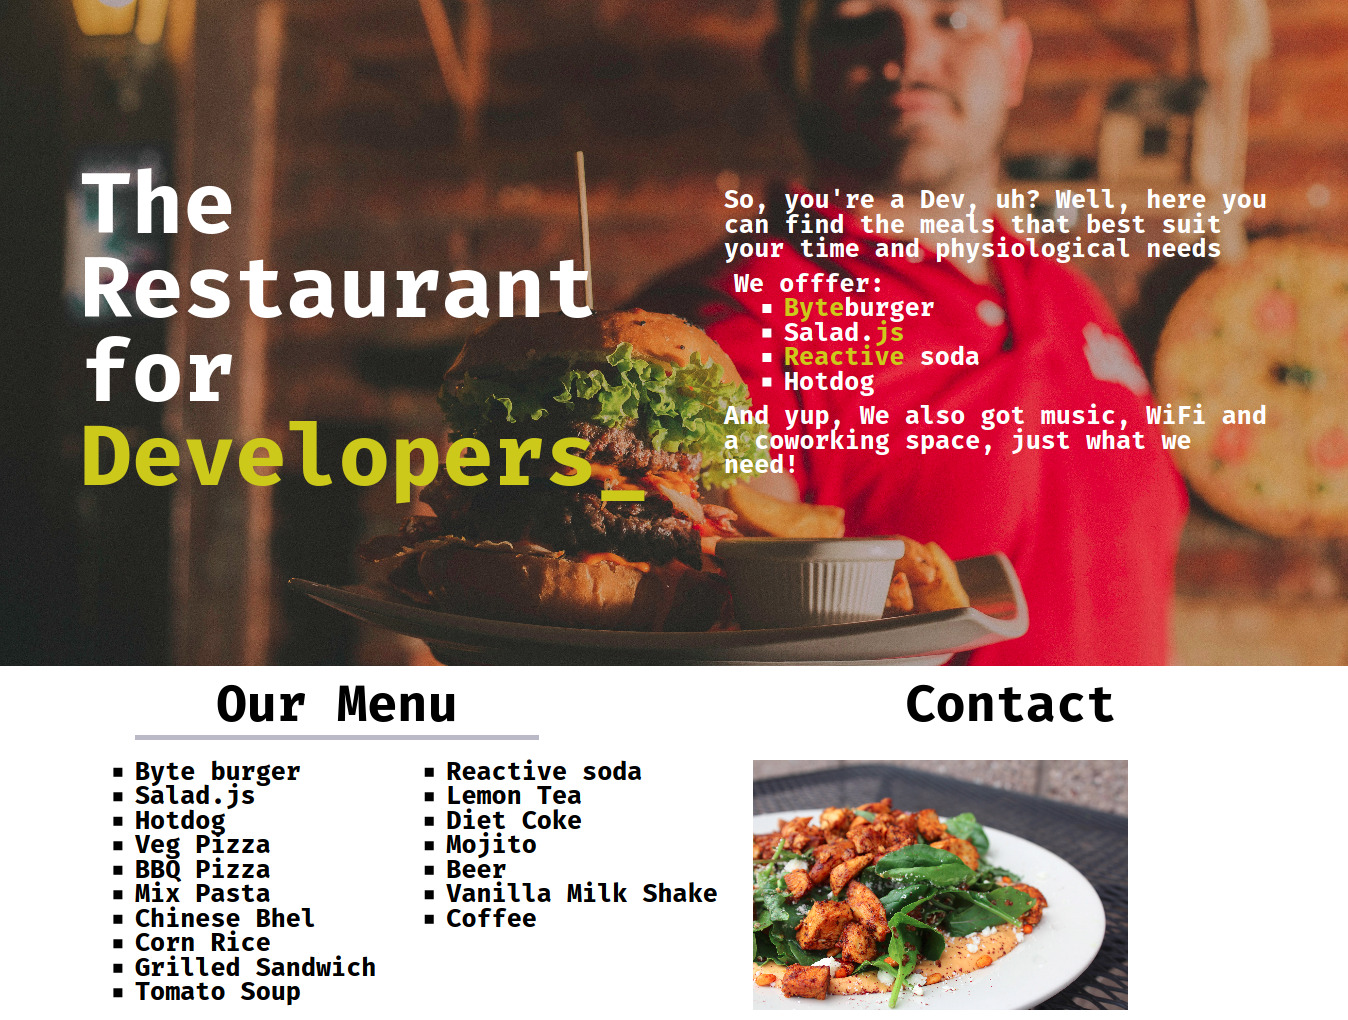 The
Restaurant
for
Developers_
So, you're a Dev, uh? Well, here you
can find the meals that best suit
your time and physiological needs
We offfer:
▪ Byteburger
▪ Salad.js
▪ Reactive soda
▪ Hotdog
And yup, We also got music, WiFi and
a coworking space, just what we
need!
Our Menu
▪ Byte burger
▪ Salad.js
▪ Hotdog
▪ Veg Pizza
▪ BBQ Pizza
▪ Mix Pasta
▪ Chinese Bhel
▪ Corn Rice
▪ Grilled Sandwich
▪ Tomato Soup
▪ Reactive soda
▪ Lemon Tea
▪ Diet Coke
▪ Mojito
▪ Beer
▪ Vanilla Milk Shake
▪ Coffee
Contact